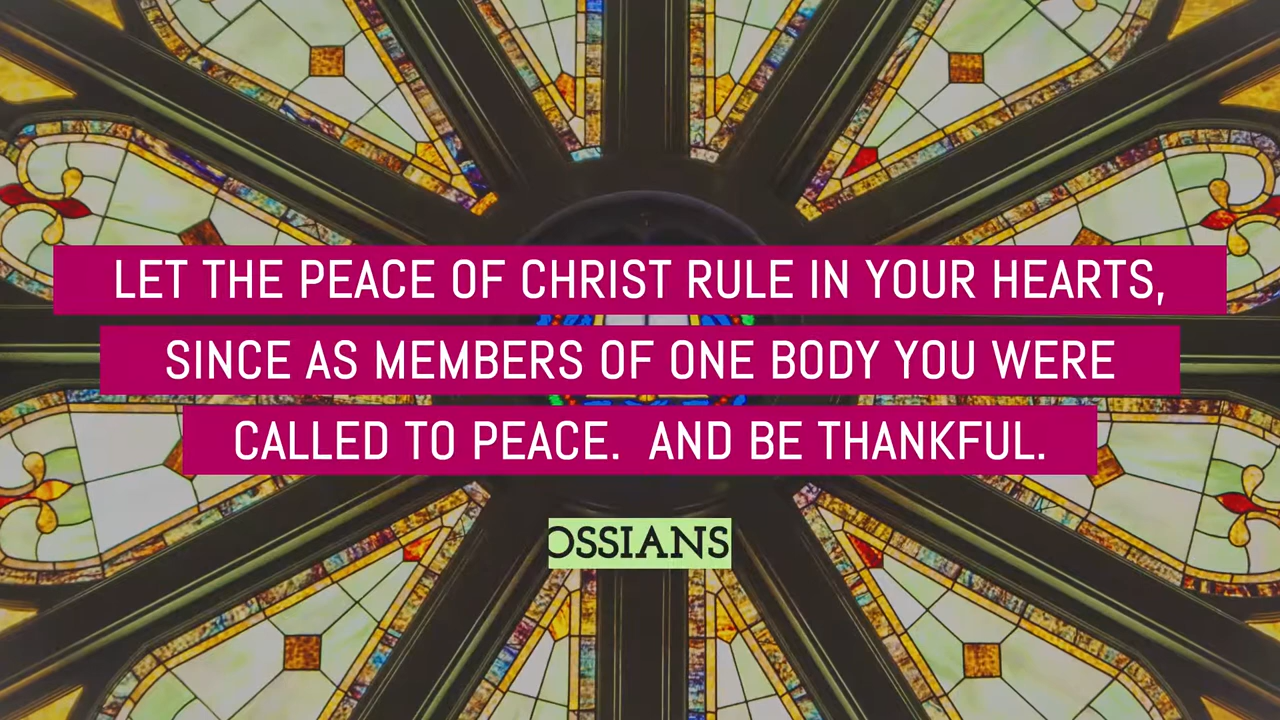 LET THE PEACE OF CHRIST RULE IN YOUR HEARTS,
SINCE AS MEMBERS OF ONE BODY YOU WERE
CALLED TO PEACE.  AND BE THANKFUL.
OSSIANS